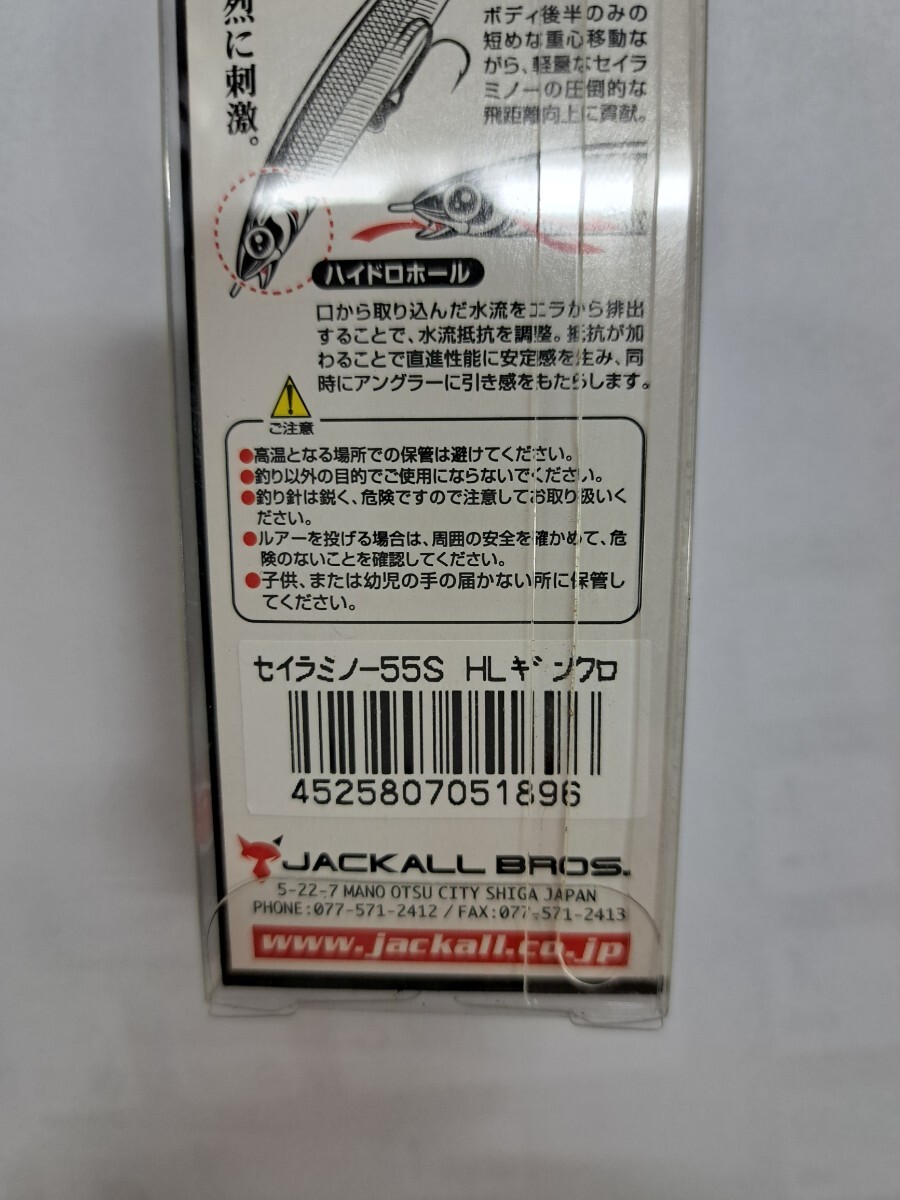 烈に刺激。
ボディ後半のみの
短めな重心移動な
がら、軽量なセイラ
ミノーの圧倒的な
飛距離向上に貢献。
ハイドロホール
口から取り込んだ水流をエラから排出
することで、水流抵抗を調整。抵抗が加
わることで直進性能に安定感を生み、同
時にアングラーに引き感をもたらします。
ご注意
●高温となる場所での保管は避けてください。
●釣り以外の目的でご使用にならないでください。
●釣り針は鋭く、危険ですので注意してお取り扱いく
ださい。
●ルアーを投げる場合は、周囲の安全を確かめて、危
険のないことを確認してください。
●子供、または幼児の手の届かない所に保管し
てください。
セイラミノー55S HLギンクロ
4525807051896
JACKALL BROS.
5-22-7 MANO OTSU CITY SHIGA JAPAN
PHONE:077-571-2412 / FAX:077-571-2413
www.jackall.co.jp